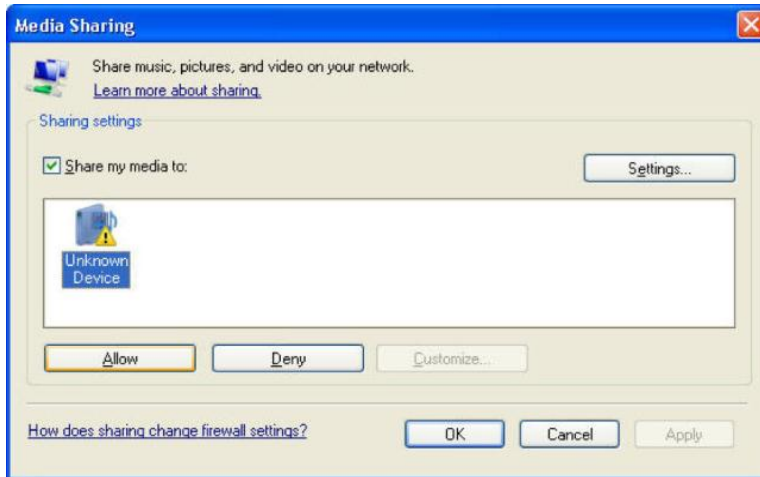 Media Sharing
Share music, pictures, and video on your network.
Learn more about sharing.
Sharing settings
Share my media to:
Settings...
Unknown
Device
Allow
Deny
Customize...
How does sharing change firewall settings?
OK
Cancel
Apply